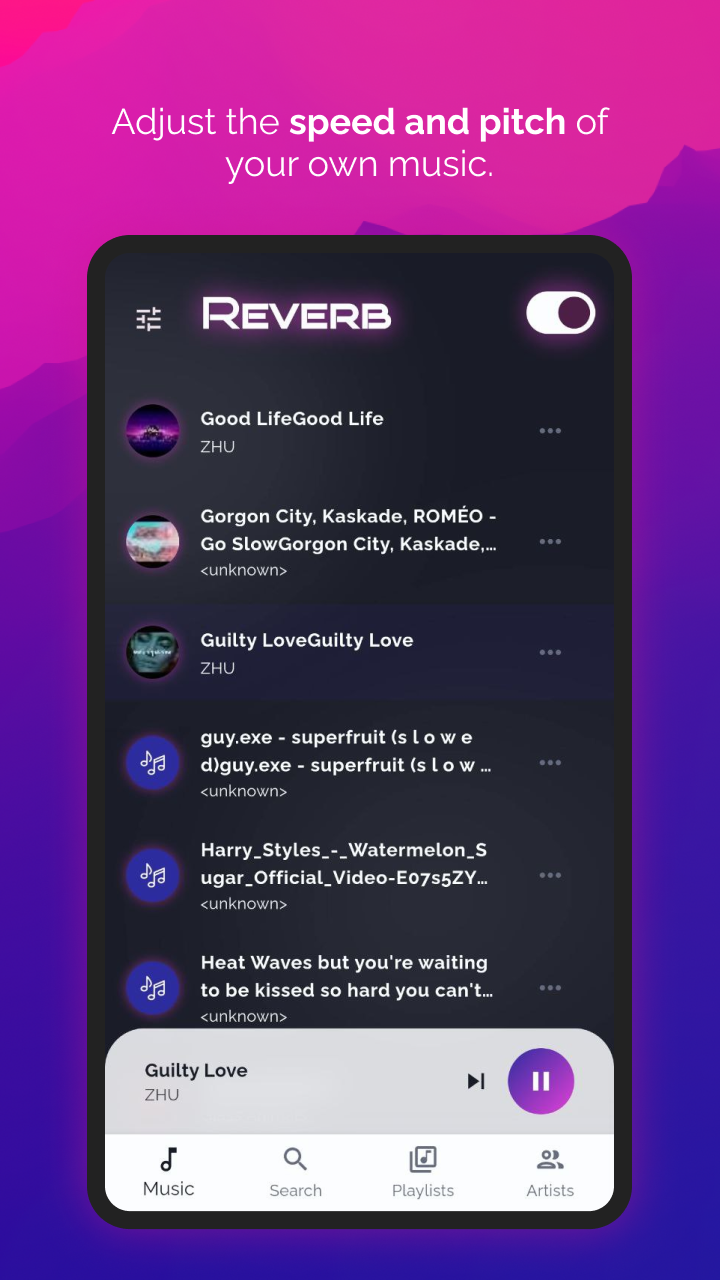 Adjust the speed and pitch of
your own music.
REVERB
Good LifeGood Life
ZHU
Gorgon City, Kaskade, ROMÉO -
Go SlowGorgon City, Kaskade,...
<unknown>
Guilty LoveGuilty Love
ZHU
guy.exe - superfruit (s l o w e
d)guy.exe - superfruit (s l o w ...
<unknown>
Harry_Styles_-_Watermelon_S
ugar_Official_Video-E07s5ZY...
<unknown>
Heat Waves but you're waiting
to be kissed so hard you can't...
<unknown>
Guilty Love
ZHU
Music
Search
Playlists
Artists